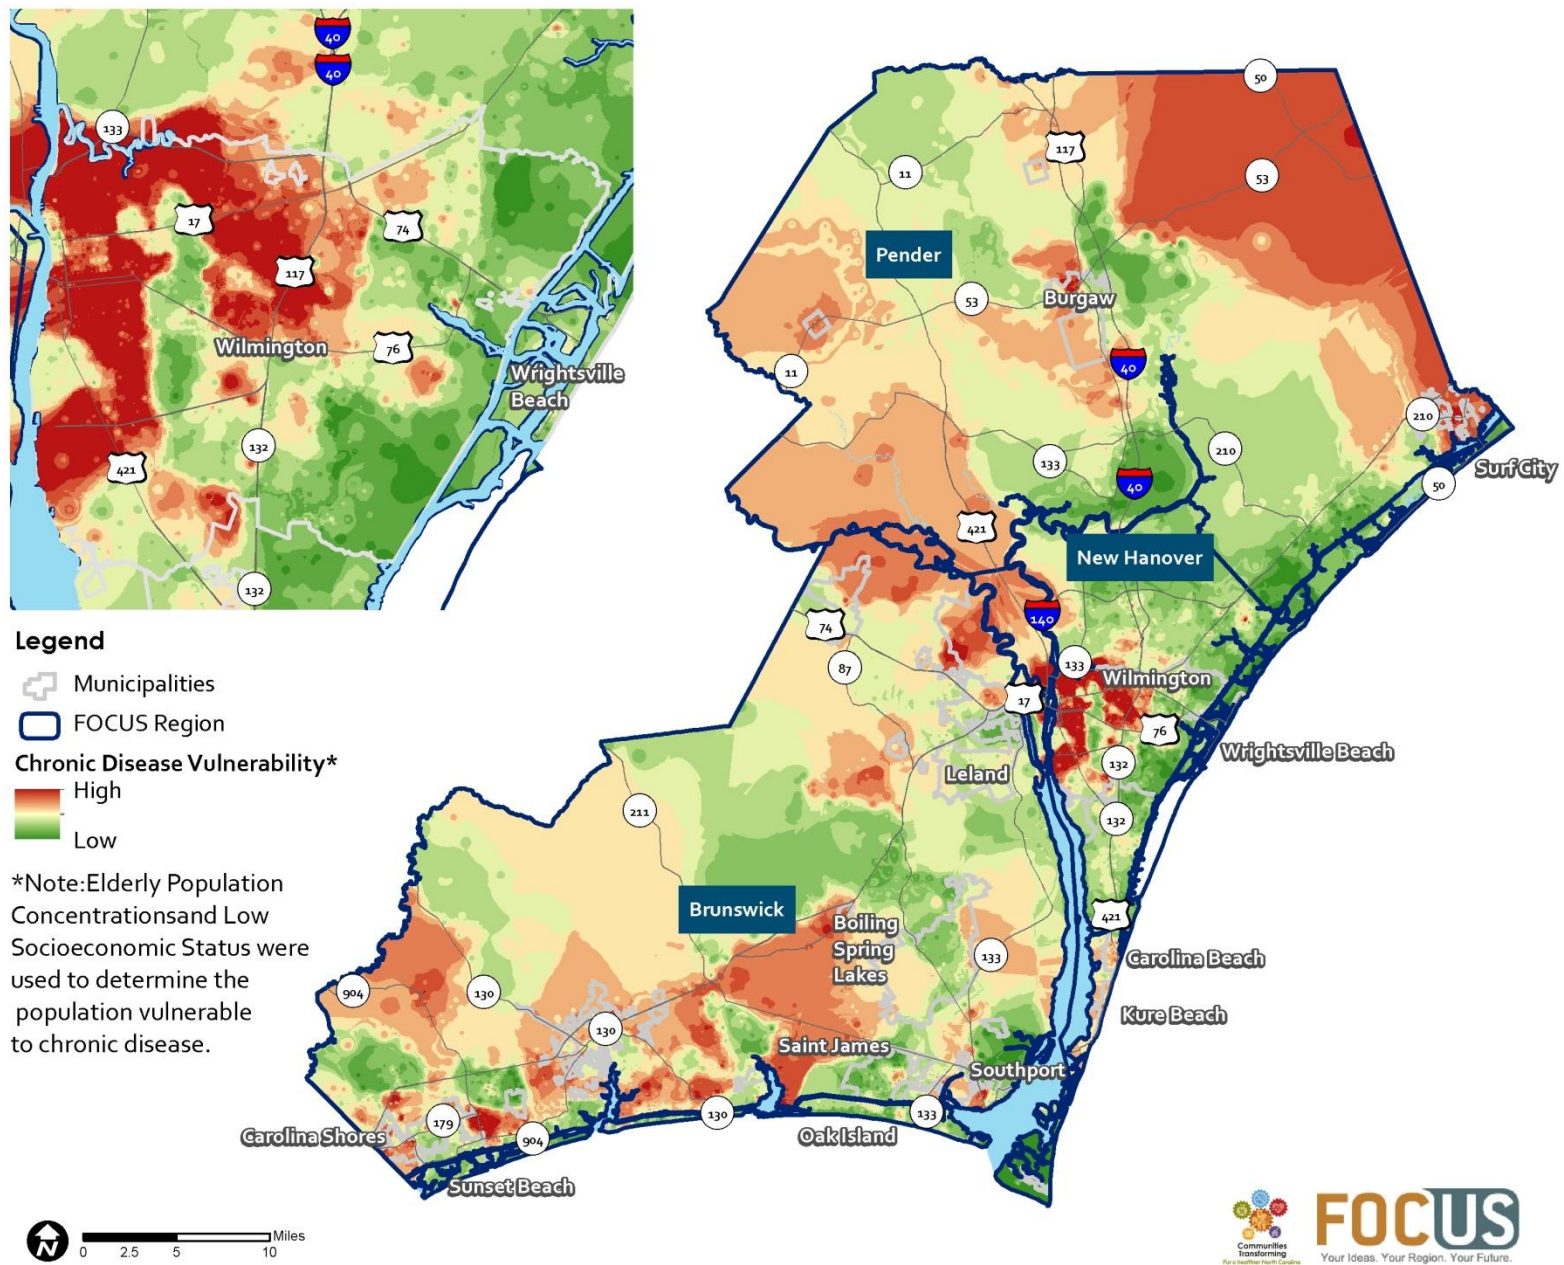 40
40
133
17
74
117
Wilmington
76
Wrightsville
Beach
132
421
132
50
117
11
53
Pender
53
Burgaw
11
40
210
133
210
40
Surf City
50
421
New Hanover
140
74
87
133
Wilmington
17
76
Wrightsville Beach
132
Leland
211
132
Brunswick
421
Boiling
Spring
Lakes
133
Carolina Beach
904
130
Kure Beach
130
Saint James
Southport
179
130
133
904
Carolina Shores
Oak Island
Sunset Beach
Legend
Municipalities
FOCUS Region
Chronic Disease Vulnerability*
High
Low
*Note:Elderly Population
Concentrationsand Low
Socioeconomic Status were
used to determine the
population vulnerable
to chronic disease.
N
0 2.5 5 10 Miles
Communities
Transforming
For a healthier North Carolina
FOCUS
Your Ideas. Your Region. Your Future.